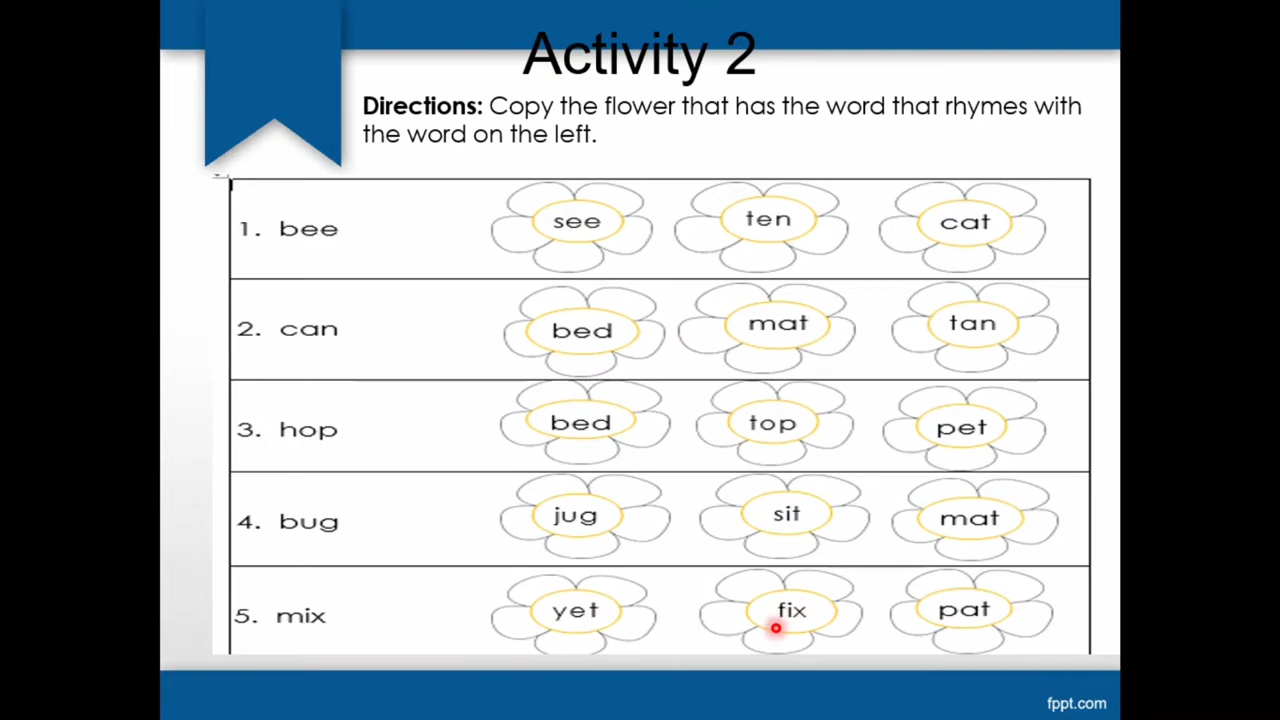 Activity 2
Directions: Copy the flower that has the word that rhymes with
the word on the left.
1. bee see ten cat
2. can bed mat tan
3. hop bed top pet
4. bug jug sit mat
5. mix yet fix pat
fppt.com